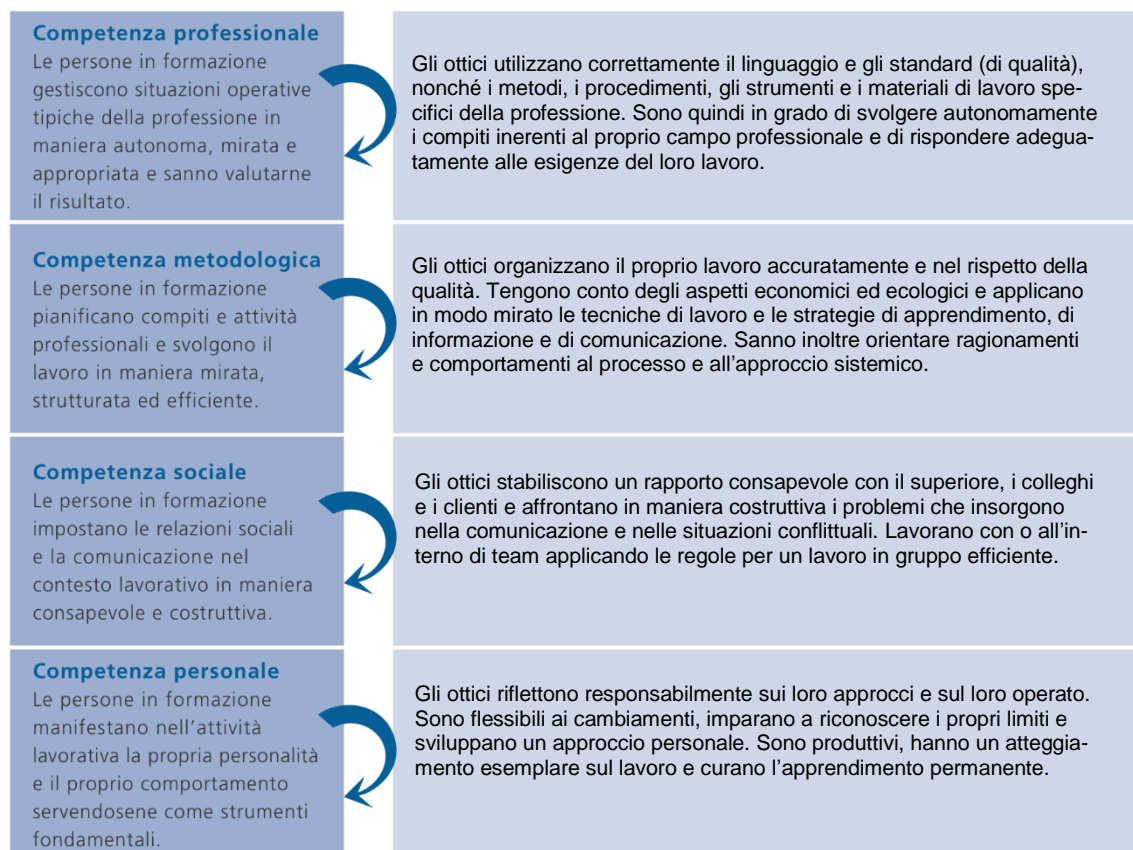 Competenza professionale
Le persone in formazione
gestiscono situazioni operative
tipiche della professione in
maniera autonoma, mirata e
appropriata e sanno valutarne
il risultato.
Gli ottici utilizzano correttamente il linguaggio e gli standard (di qualità),
nonché i metodi, i procedimenti, gli strumenti e i materiali di lavoro spe-
cifici della professione. Sono quindi in grado di svolgere autonomamente
i compiti inerenti al proprio campo professionale e di rispondere adegua-
tamente alle esigenze del loro lavoro.
Competenza metodologica
Le persone in formazione
pianificano compiti e attività
professionali e svolgono il
lavoro in maniera mirata,
strutturata ed efficiente.
Gli ottici organizzano il proprio lavoro accuratamente e nel rispetto della
qualità. Tengono conto degli aspetti economici ed ecologici e applicano
in modo mirato le tecniche di lavoro e le strategie di apprendimento, di
informazione e di comunicazione. Sanno inoltre orientare ragionamenti
e comportamenti al processo e all'approccio sistemico.
Competenza sociale
Le persone in formazione
impostano le relazioni sociali
e la comunicazione nel
contesto lavorativo in maniera
consapevole e costruttiva.
Gli ottici stabiliscono un rapporto consapevole con il superiore, i colleghi
e i clienti e affrontano in maniera costruttiva i problemi che insorgono
nella comunicazione e nelle situazioni conflittuali. Lavorano con o all'in-
terno di team applicando le regole per un lavoro in gruppo efficiente.
Competenza personale
Le persone in formazione
manifestano nell'attività
lavorativa la propria personalità
e il proprio comportamento
servendosene come strumenti
fondamentali.
Gli ottici riflettono responsabilmente sui loro approcci e sul loro operato.
Sono flessibili ai cambiamenti, imparano a riconoscere i propri limiti e
sviluppano un approccio personale. Sono produttivi, hanno un atteggia-
mento esemplare sul lavoro e curano l'apprendimento permanente.